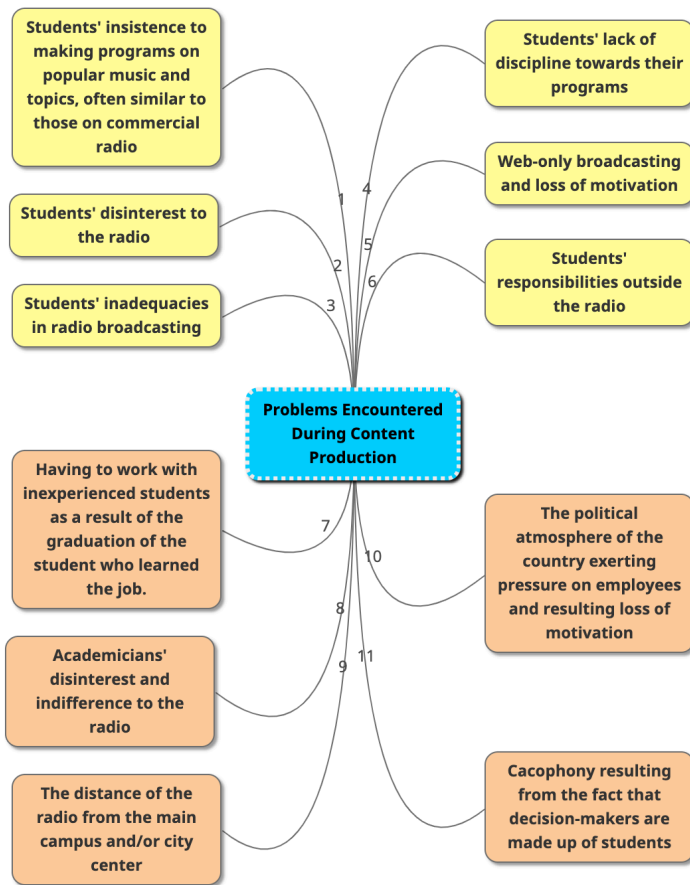 Students' insistence to
making programs on
popular music and
topics, often similar to
those on commercial
radio
Students' disinterest to
the radio
Students' inadequacies
in radio broadcasting
Students' lack of
discipline towards their
programs
Web-only broadcasting
and loss of motivation
Students'
responsibilities outside
the radio
1
2
3
4
5
6
Problems Encountered
During Content
Production
7
8
9
10
11
Having to work with
inexperienced students
as a result of the
graduation of the
student who learned
the job.
Academicians'
disinterest and
indifference to the
radio
The distance of the
radio from the main
campus and/or city
center
The political
atmosphere of the
country exerting
pressure on employees
and resulting loss of
motivation
Cacophony resulting
from the fact that
decision-makers are
made up of students